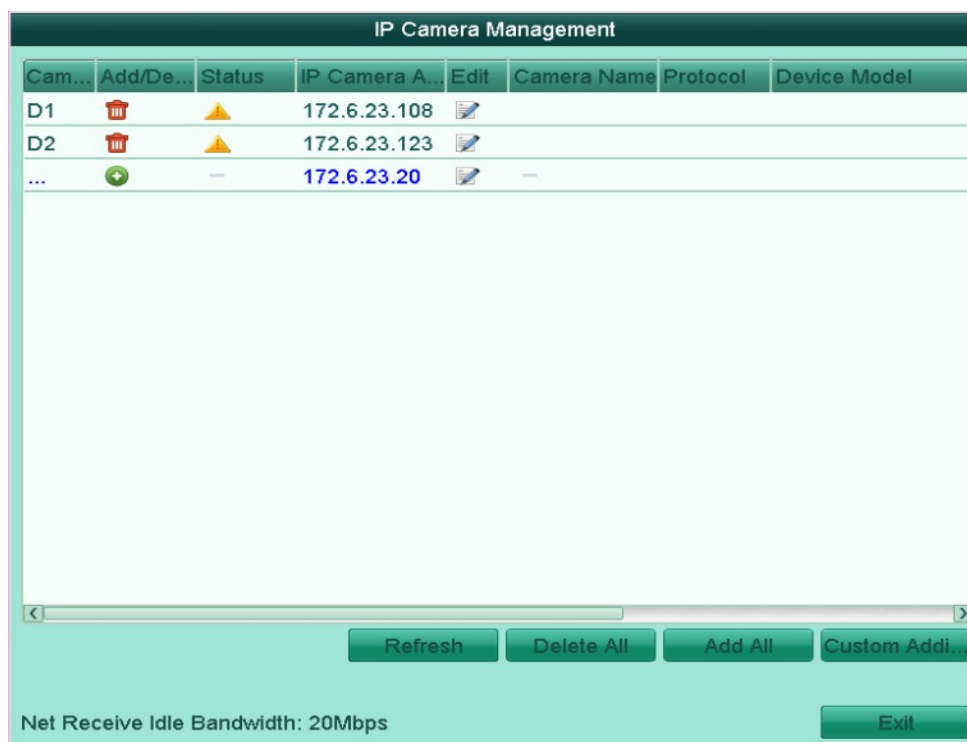 IP Camera Management
Cam... Add/De... Status IP Camera A... Edit Camera Name Protocol Device Model
D1 172.6.23.108
D2 172.6.23.123
... — 172.6.23.20 —
Refresh Delete All Add All Custom Addi...
Net Receive Idle Bandwidth: 20Mbps Exit